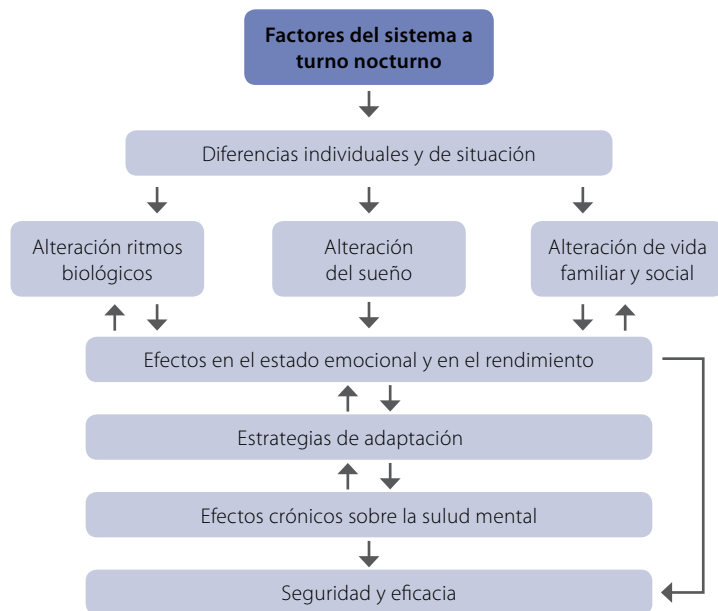 Factores del sistema a
turno nocturno
Diferencias individuales y de situación
Alteración ritmos
biológicos
Alteración
del sueño
Alteración de vida
familiar y social
Efectos en el estado emocional y en el rendimiento
Estrategias de adaptación
Efectos crónicos sobre la sulud mental
Seguridad y eficacia